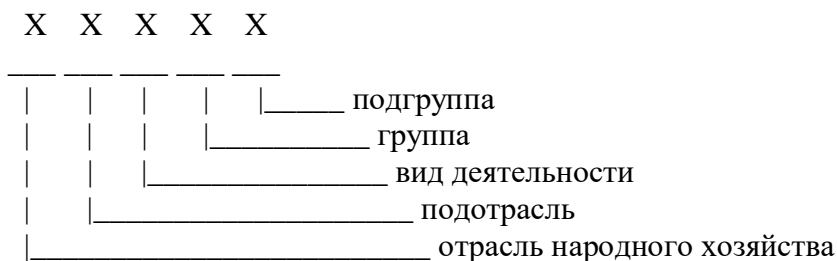 X X X X X
подгруппа
группа
вид деятельности
подотрасль
отрасль народного хозяйства